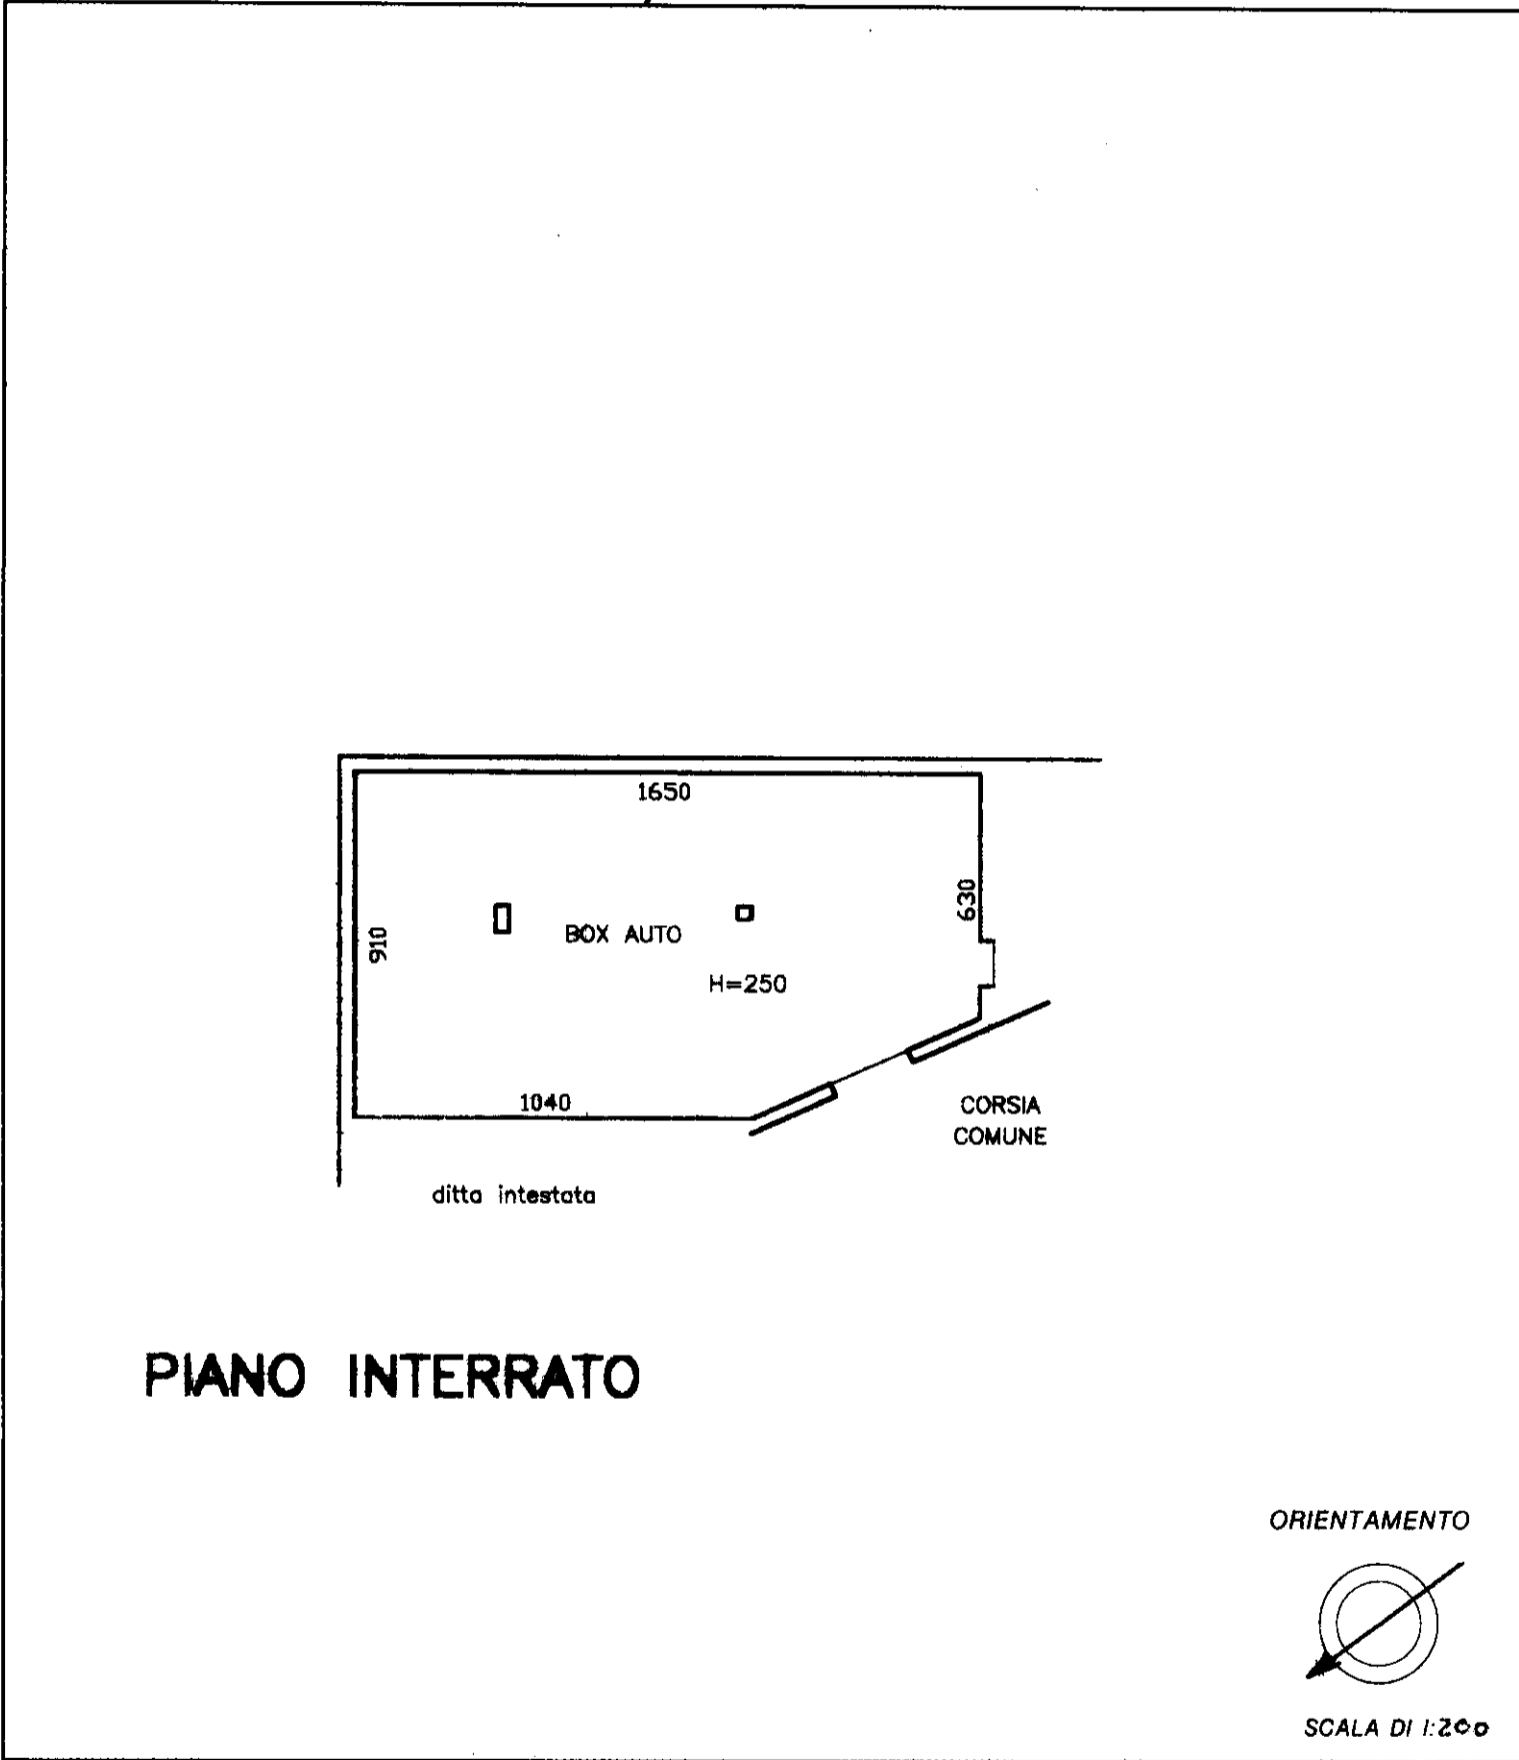 1650
630
910
BOX AUTO
H=250
1040
CORSIA
COMUNE
ditta intestata
PIANO INTERRATO
ORIENTAMENTO
SCALA DI 1:200